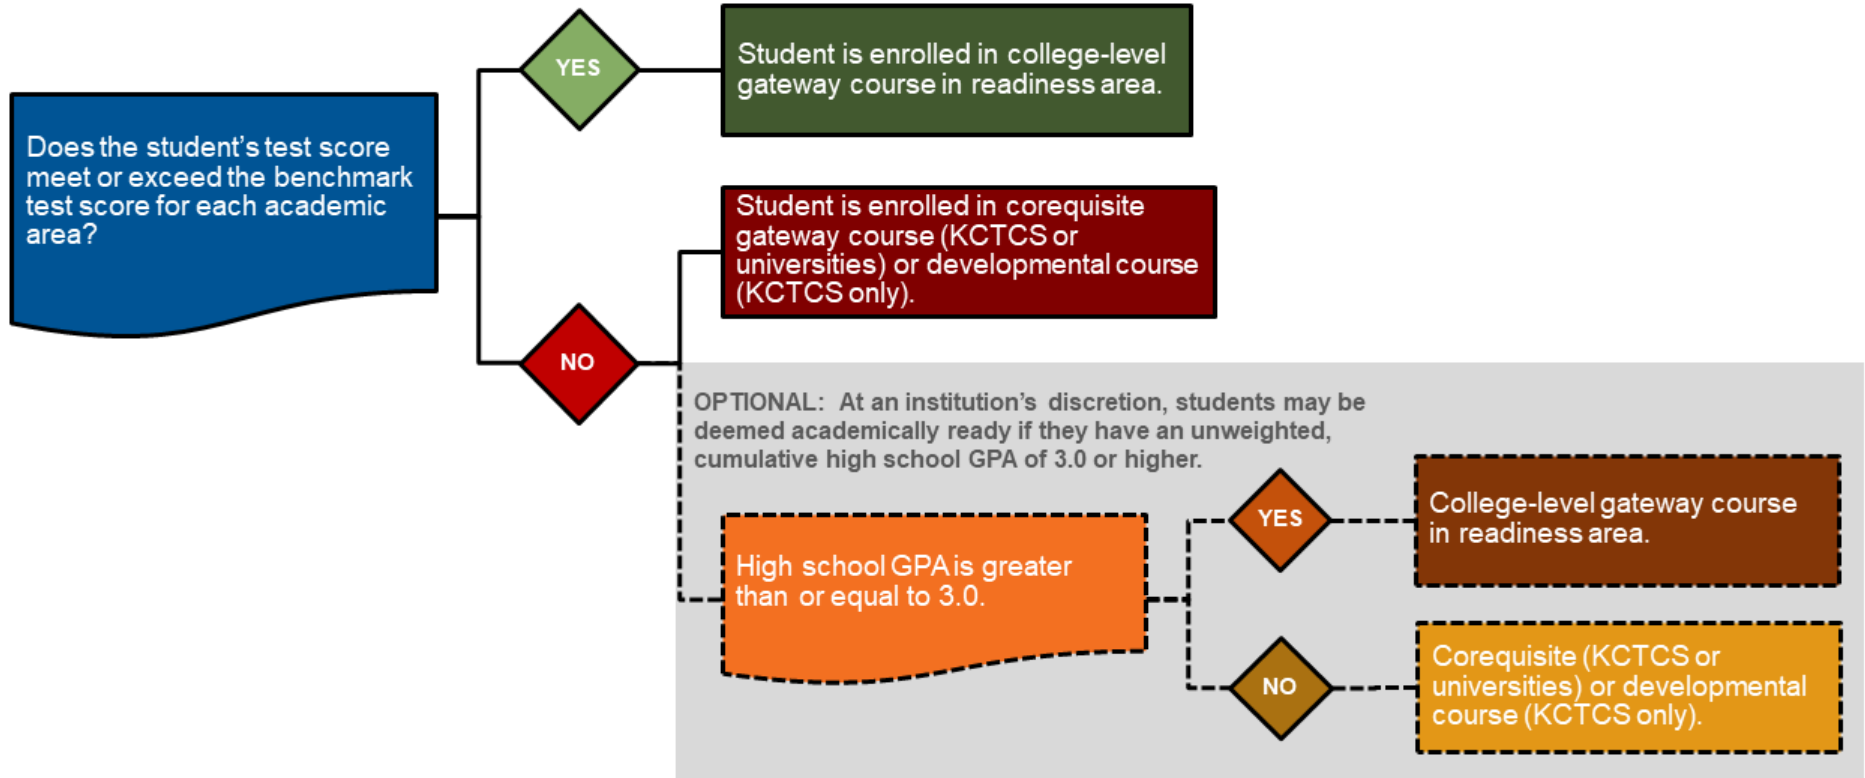 Does the student’s test score
meet or exceed the benchmark
test score for each academic
area?
YES
Student is enrolled in college-level
gateway course in readiness area.
NO
Student is enrolled in corequisite
gateway course (KCTCS or
universities) or developmental course
(KCTCS only).
OPTIONAL: At an institution’s discretion, students may be
deemed academically ready if they have an unweighted,
cumulative high school GPA of 3.0 or higher.
High school GPA is greater
than or equal to 3.0.
YES
College-level gateway course
in readiness area.
NO
Corequisite (KCTCS or
universities) or developmental
course (KCTCS only).